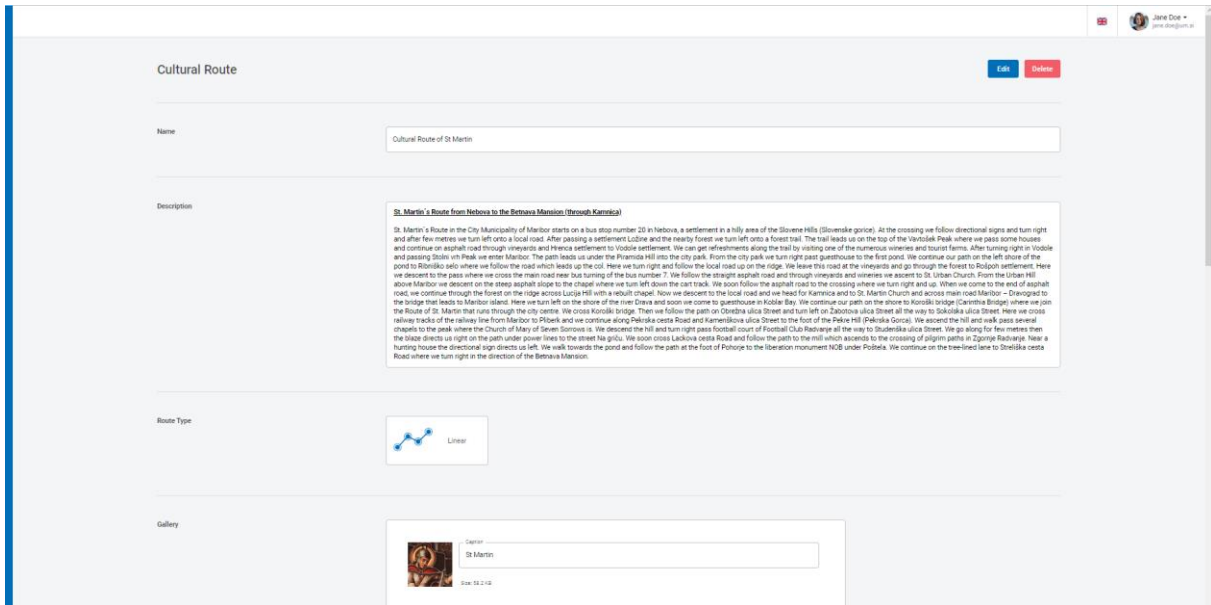 Jane Doe
jane.doe@um.si
Cultural Route
Edit
Delete
Name
Cultural Route of St Martin
Description
St. Martin´s Route from Nebova to the Betnava Mansion (through Kamnica)
St. Martin´s Route in the City Municipality of Maribor starts on a bus stop number 20 in Nebova, a settlement in a hilly area of the Slovene Hills (Slovenske gorice). At the crossing we follow directional signs and turn right
and after few metres we turn left onto a local road. After passing a settlement Ložine and the nearby forest we turn left onto a forest trail. The trail leads us on the top of the Vavtošek Peak where we pass some houses
and continue on asphalt road through vineyards and Hrenca settlement to Vodole settlement. We can get refreshments along the trail by visiting one of the numerous wineries and tourist farms. After turning right in Vodole
and passing Stolni vrh Peak we enter Maribor. The path leads us under the Piramida Hill into the city park. From the city park we turn right past guesthouse to the first pond. We continue our path on the left shore of the
pond to Ribniško selo where we follow the road which leads up the col. Here we turn right and follow the local road up on the ridge. We leave this road at the vineyards and go through the forest to Rošpoh settlement. Here
we descent to the pass where we cross the main road near bus turning of the bus number 7. We follow the straight asphalt road and through vineyards and wineries we ascent to St. Urban Church. From the Urban Hill
above Maribor we descent on the steep asphalt slope to the chapel where we turn left down the cart track. We soon follow the asphalt road to the crossing where we turn right and up. When we come to the end of asphalt
road, we continue through the forest on the ridge across Lucija Hill with a rebuilt chapel. Now we descent to the local road and we head for Kamnica and to St. Martin Church and across main road Maribor – Dravograd to
the bridge that leads to Maribor island. Here we turn left on the shore of the river Drava and soon we come to guesthouse in Koblar Bay. We continue our path on the shore to Koroški bridge (Carinthia Bridge) where we join
the Route of St. Martin that runs through the city centre. We cross Koroški bridge. Then we follow the path on Obrežna ulica Street and turn left on Žabotova ulica Street all the way to Sokolska ulica Street. Here we cross
railway tracks of the railway line from Maribor to Pliberk and we continue along Pekrska cesta Road and Kamenškova ulica Street to the foot of the Pekre Hill (Pekrska Gorca). We ascend the hill and walk pass several
chapels to the peak where the Church of Mary of Seven Sorrows is. We descend the hill and turn right pass football court of Football Club Radvanje all the way to Studenška ulica Street. We go along for few metres then
the blaze directs us right on the path under power lines to the street Na griču. We soon cross Lackova cesta Road and follow the path to the mill which ascends to the crossing of pilgrim paths in Zgornje Radvanje. Near a
hunting house the directional sign directs us left. We walk towards the pond and follow the path at the foot of Pohorje to the liberation monument NOB under Poštela. We continue on the tree-lined lane to Streliška cesta
Road where we turn right in the direction of the Betnava Mansion.
Route Type
Linear
Gallery
Caption
St Martin
Size: 58.2 KB